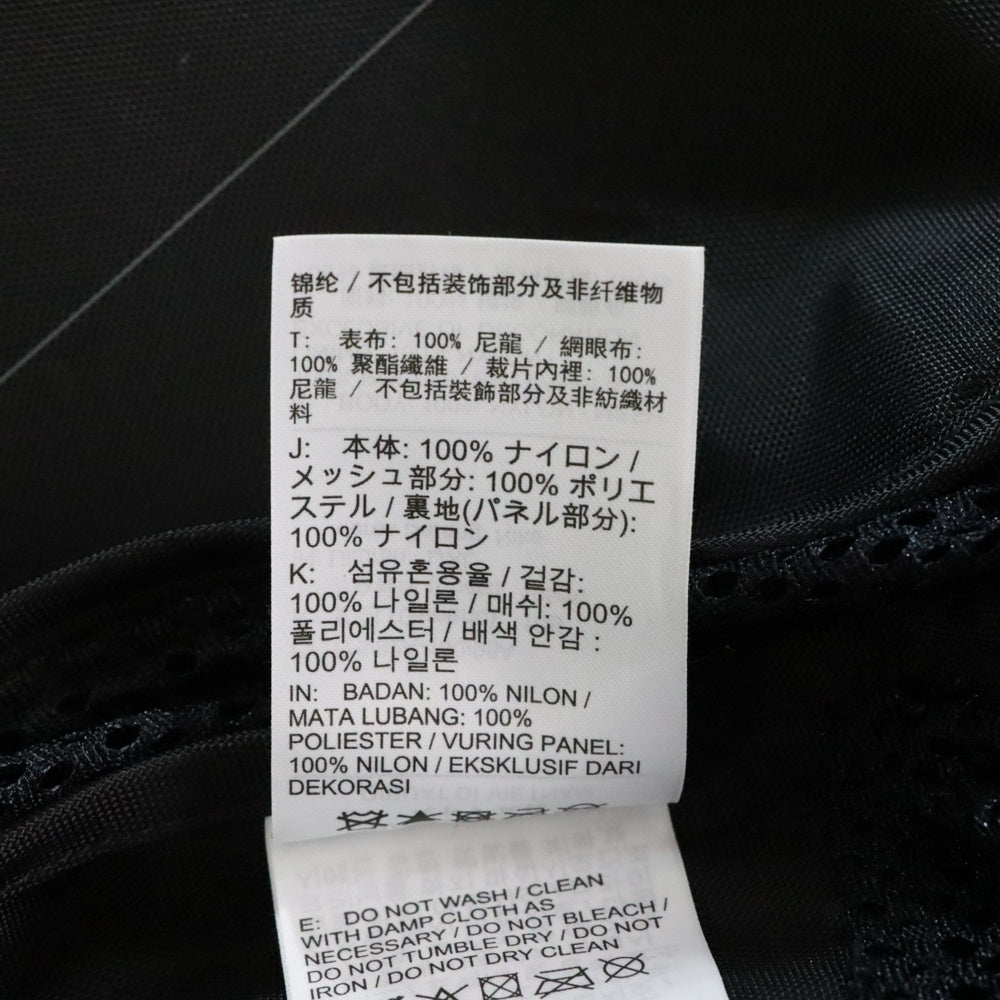 锦纶 / 不包括装饰部分及非纤维物
质
T: 表布: 100% 尼龍 / 網眼布:
100% 聚酯纖維 / 裁片內裡: 100%
尼龍 / 不包括裝飾部分及非紡織材
料
J: 本体: 100% ナイロン /
メッシュ部分: 100% ポリエ
ステル / 裏地(パネル部分):
100% ナイロン
K: 섬유혼용율 / 겉감:
100% 나일론 / 매쉬: 100%
폴리에스터 / 배색 안감 :
100% 나일론
IN: BADAN: 100% NILON /
MATA LUBANG: 100%
POLIESTER / VURING PANEL:
100% NILON / EKSKLUSIF DARI
DEKORASI
E: DO NOT WASH / CLEAN
WITH DAMP CLOTH AS
NECESSARY / DO NOT BLEACH /
DO NOT TUMBLE DRY / DO NOT
IRON / DO NOT DRY CLEAN